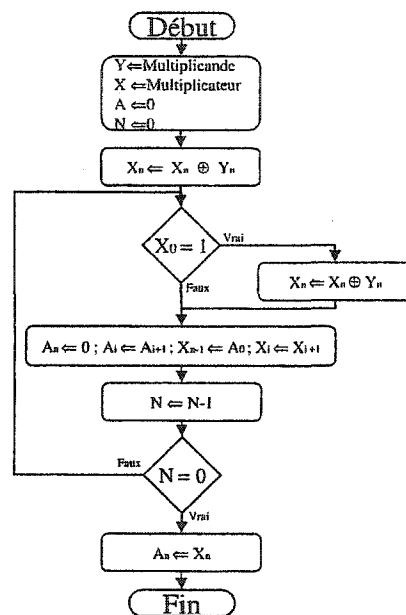 Début
Y⇐Multiplicande
X ⇐Multiplicateur
A ⇐0
N ⇐0
Xₙ ⇐ Xₙ ⊕ Yₙ
X₀ = 1
Vrai
Xₙ ⇐ Xₙ ⊕ Yₙ
Faux
Aₙ ⇐ 0 ; Aᵢ ⇐ Aᵢ₊₁ ; Xₙ₋₁ ⇐ A₀ ; Xᵢ ⇐ Xᵢ₊₁
N ⇐ N-1
Faux
N = 0
Vrai
Aₙ ⇐ Xₙ
Fin